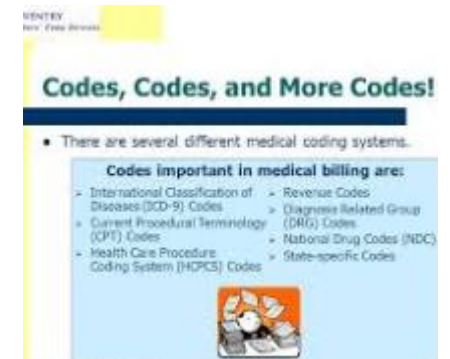 VENTRY
Codes, Codes, and More Codes!
• There are several different medical coding systems.
Codes important in medical billing are:
➢ International Classification of
Diseases (ICD-9) Codes
➢ Current Procedural Terminology
(CPT) Codes
➢ Health Care Procedure
Coding System (HCPCS) Codes
➢ Revenue Codes
➢ Diagnosis Related Group
(DRG) Codes
➢ National Drug Codes (NDC)
➢ State-specific Codes